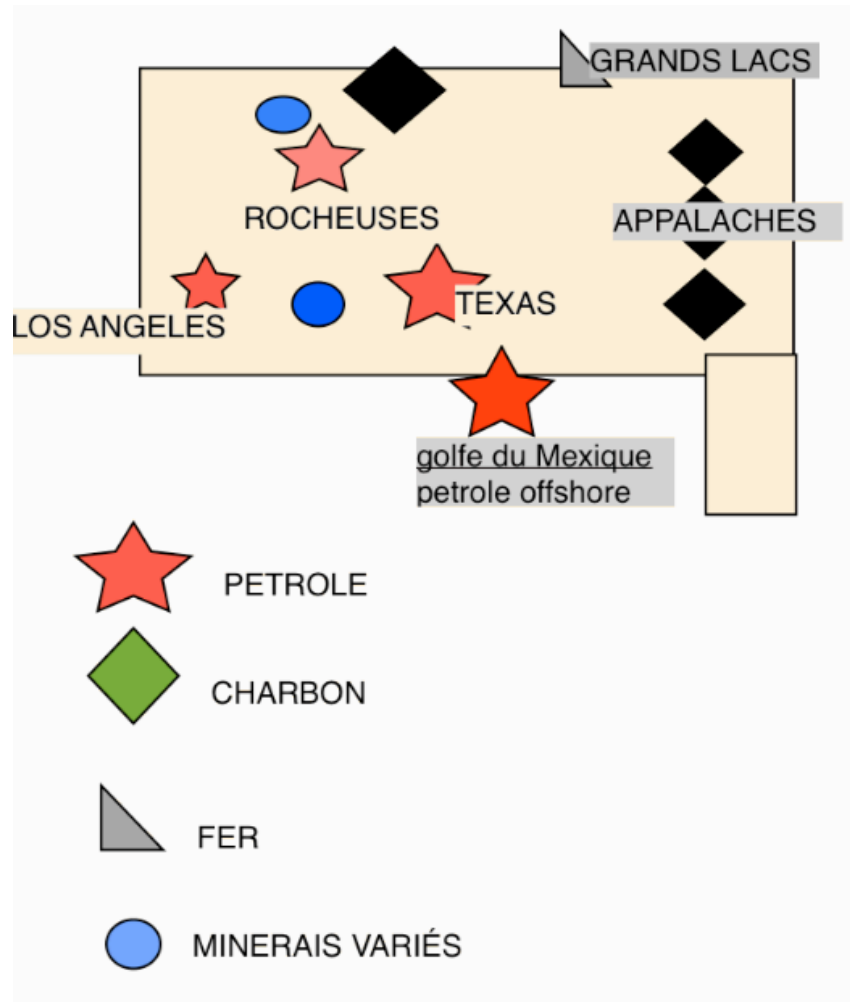 GRANDS LACS
APPALACHES
ROCHEUSES
TEXAS
LOS ANGELES
golfe du Mexique
petrole offshore
PETROLE
CHARBON
FER
MINERAIS VARIÉS